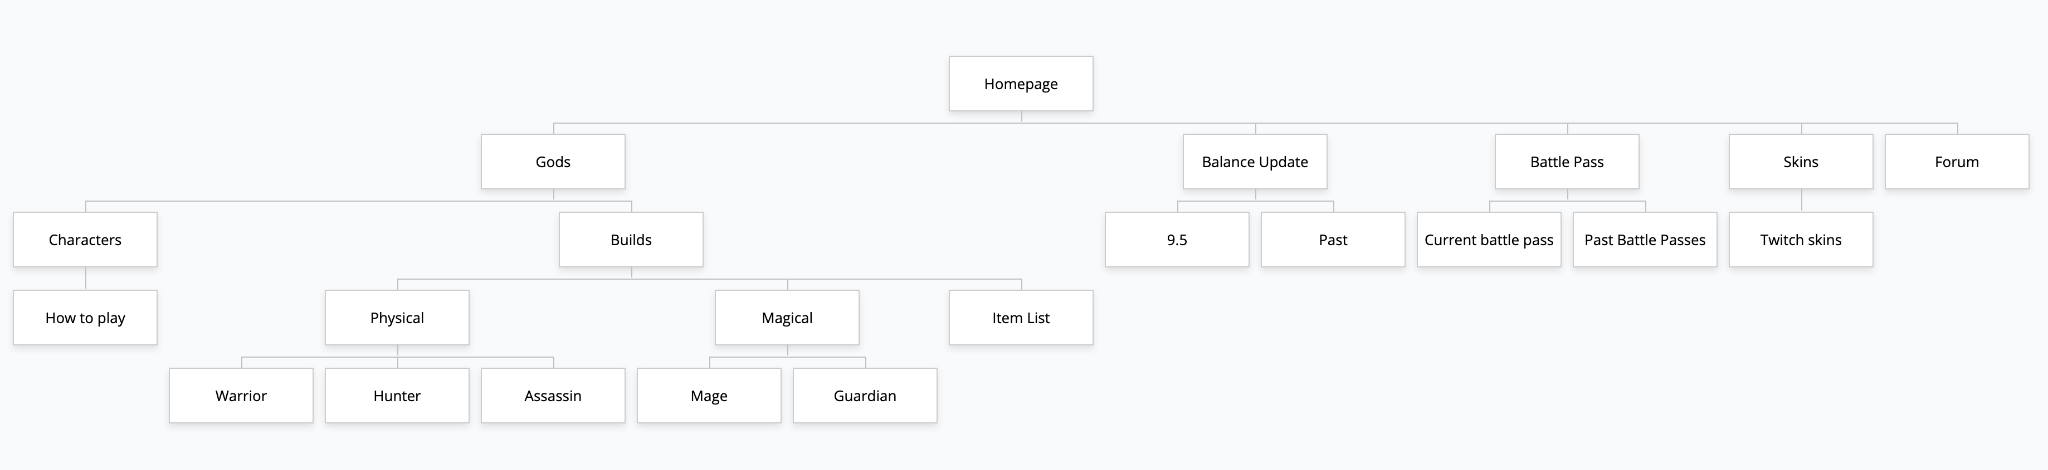 Homepage
Gods
Balance Update
Battle Pass
Skins
Forum
Characters
Builds
9.5
Past
Current battle pass
Past Battle Passes
Twitch skins
How to play
Physical
Magical
Item List
Warrior
Hunter
Assassin
Mage
Guardian